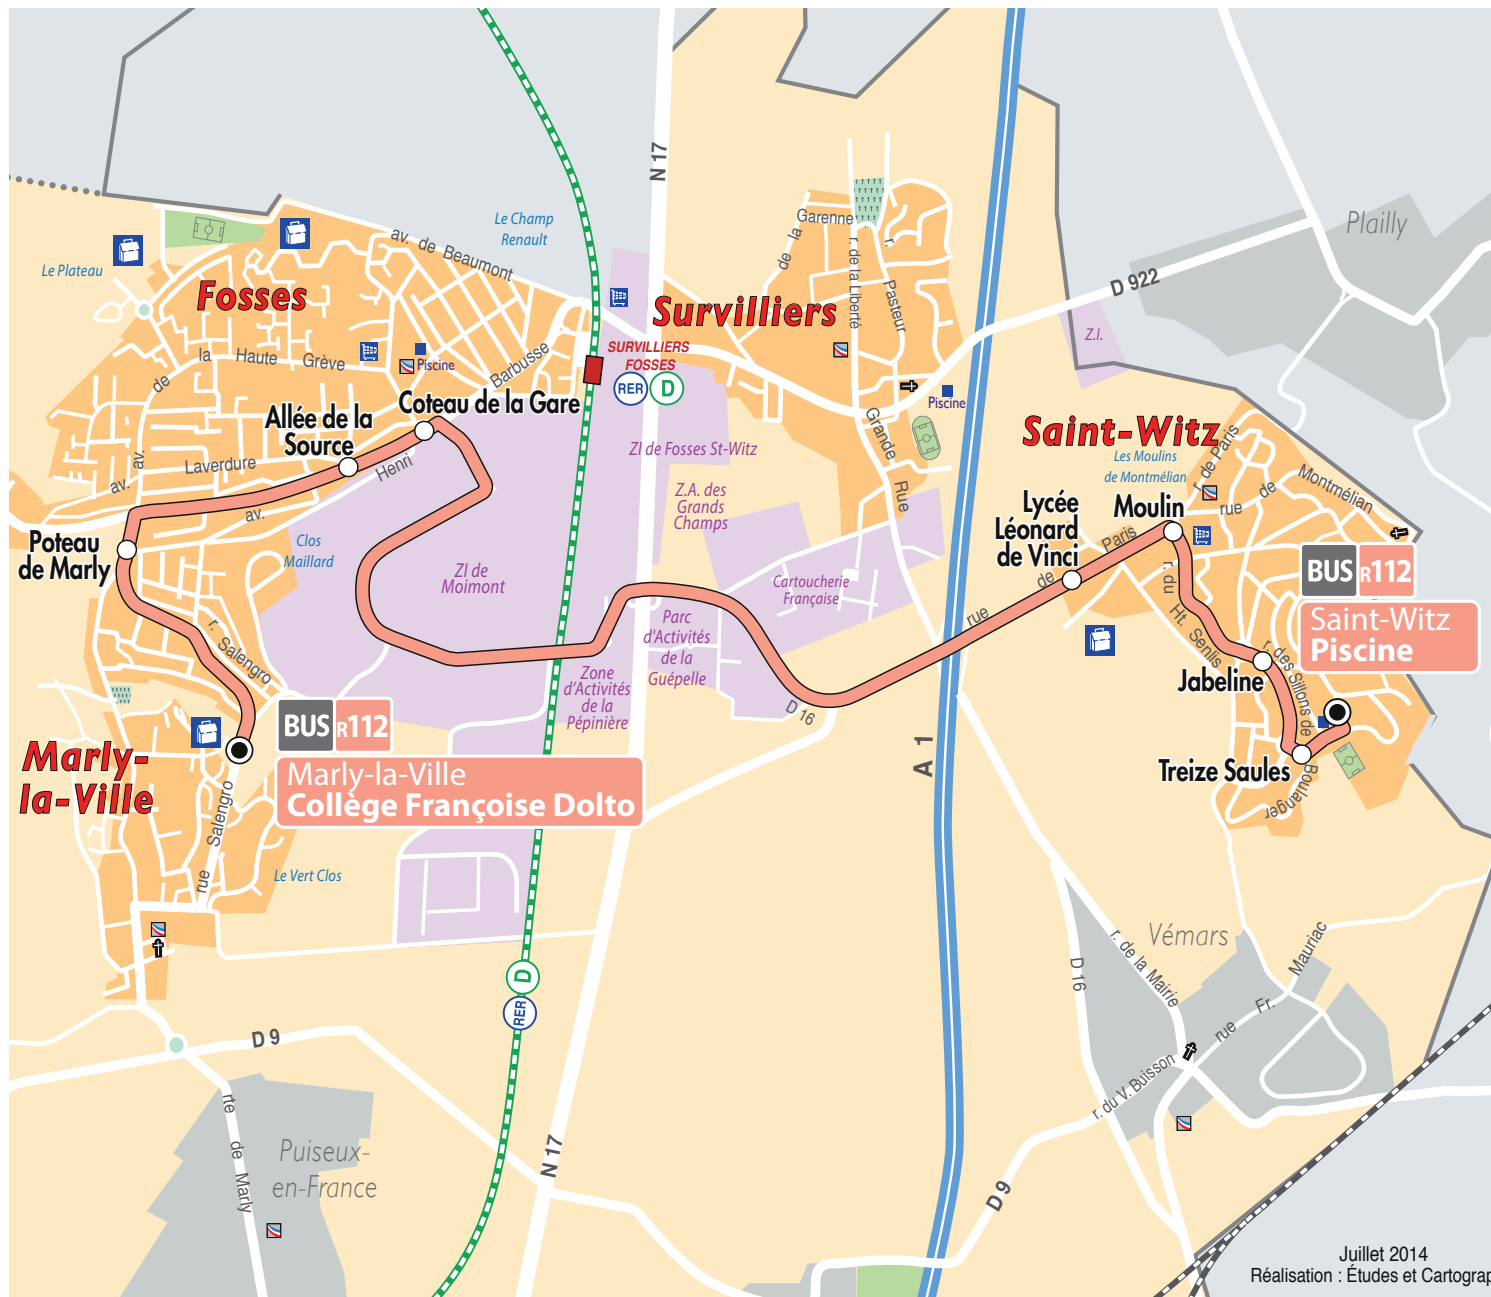 N 17
Le Champ
Renault
av. de Beaumont
Le Plateau
Fosses
Survilliers
SURVILLIERS
FOSSES
RER
D
Garenne
de la
r. de la Liberté
r.
Pasteur
D 922
Plailly
Z.I.
la Haute Grève
Piscine
Barbusse
av. de
Coteau de la Gare
Allée de la
Source
Laverdure
av.
Henri
av.
ZI de Fosses St-Witz
Z.A. des
Grands
Champs
Grande
Rue
Piscine
Saint-Witz
Les Moulins
de Montmélian
r. de Paris
rue de
Montmélian
Lycée
Léonard
de Vinci
Moulin
Paris
de
rue
r. du
Ht. Senlis
BUS R112
Saint-Witz
Piscine
Poteau
de Marly
Clos
Maillard
ZI de
Moimont
Cartoucherie
Française
Parc
d'Activités
de la
Guépelle
Zone
d'Activités
de la
Pépinière
D 16
r. Salengro
Jabeline
r. des Sillons de
Treize Saules
Boulanger
A 1
BUS R112
Marly-la-Ville
Collège Françoise Dolto
Marly-
la-Ville
rue Salengro
Le Vert Clos
D
RER
D 9
rte de Marly
Puiseux-
en-France
N 17
Vémars
r. de la Mairie
D 16
rue Fr. Mauriac
r. du V. Buisson
D 9
Juillet 2014
Réalisation : Études et Cartograp